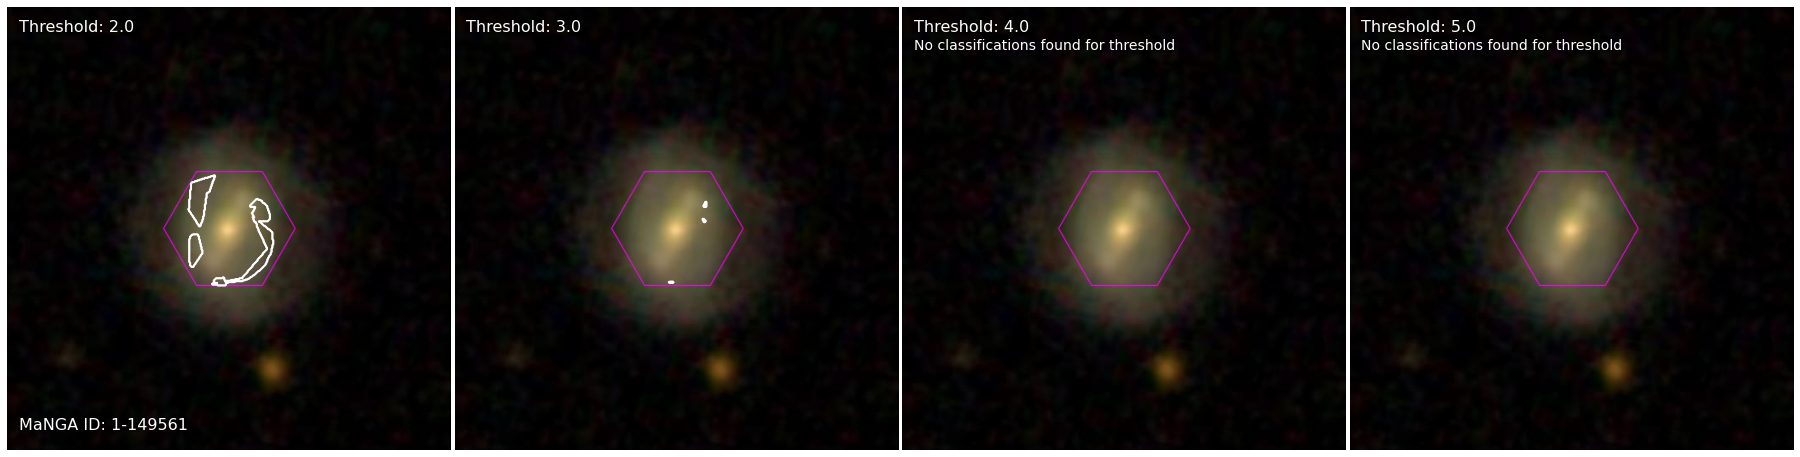 Threshold: 2.0
MaNGA ID: 1-149561
Threshold: 3.0
Threshold: 4.0
No classifications found for threshold
Threshold: 5.0
No classifications found for threshold